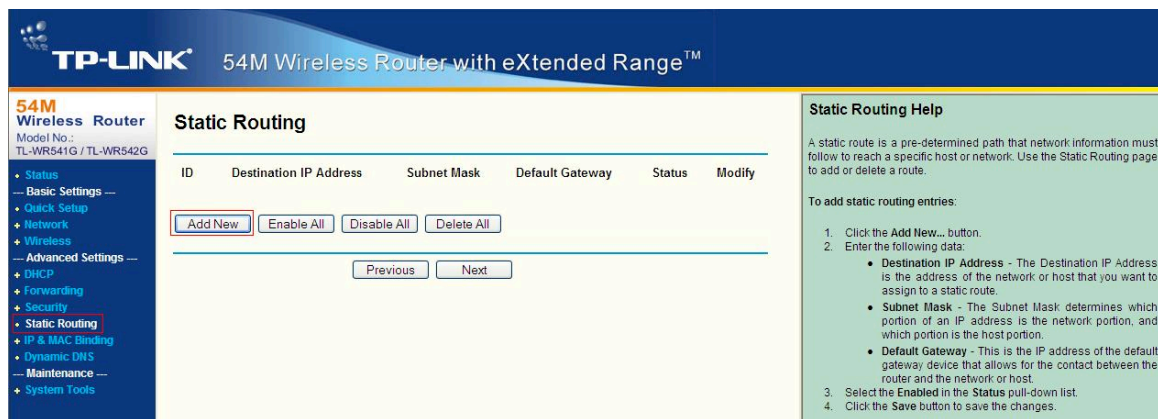 TP-LINK® 54M Wireless Router with eXtended Range™
54M
Wireless Router
Model No.:
TL-WR541G / TL-WR542G
• Status
--- Basic Settings ---
• Quick Setup
+ Network
+ Wireless
--- Advanced Settings ---
+ DHCP
+ Forwarding
+ Security
• Static Routing
+ IP & MAC Binding
• Dynamic DNS
--- Maintenance ---
+ System Tools
Static Routing
ID Destination IP Address Subnet Mask Default Gateway Status Modify
Add New Enable All Disable All Delete All
Previous Next
Static Routing Help
A static route is a pre-determined path that network information must
follow to reach a specific host or network. Use the Static Routing page
to add or delete a route.
To add static routing entries:
1. Click the Add New... button.
2. Enter the following data:
• Destination IP Address - The Destination IP Address
is the address of the network or host that you want to
assign to a static route.
• Subnet Mask - The Subnet Mask determines which
portion of an IP address is the network portion, and
which portion is the host portion.
• Default Gateway - This is the IP address of the default
gateway device that allows for the contact between the
router and the network or host.
3. Select the Enabled in the Status pull-down list.
4. Click the Save button to save the changes.